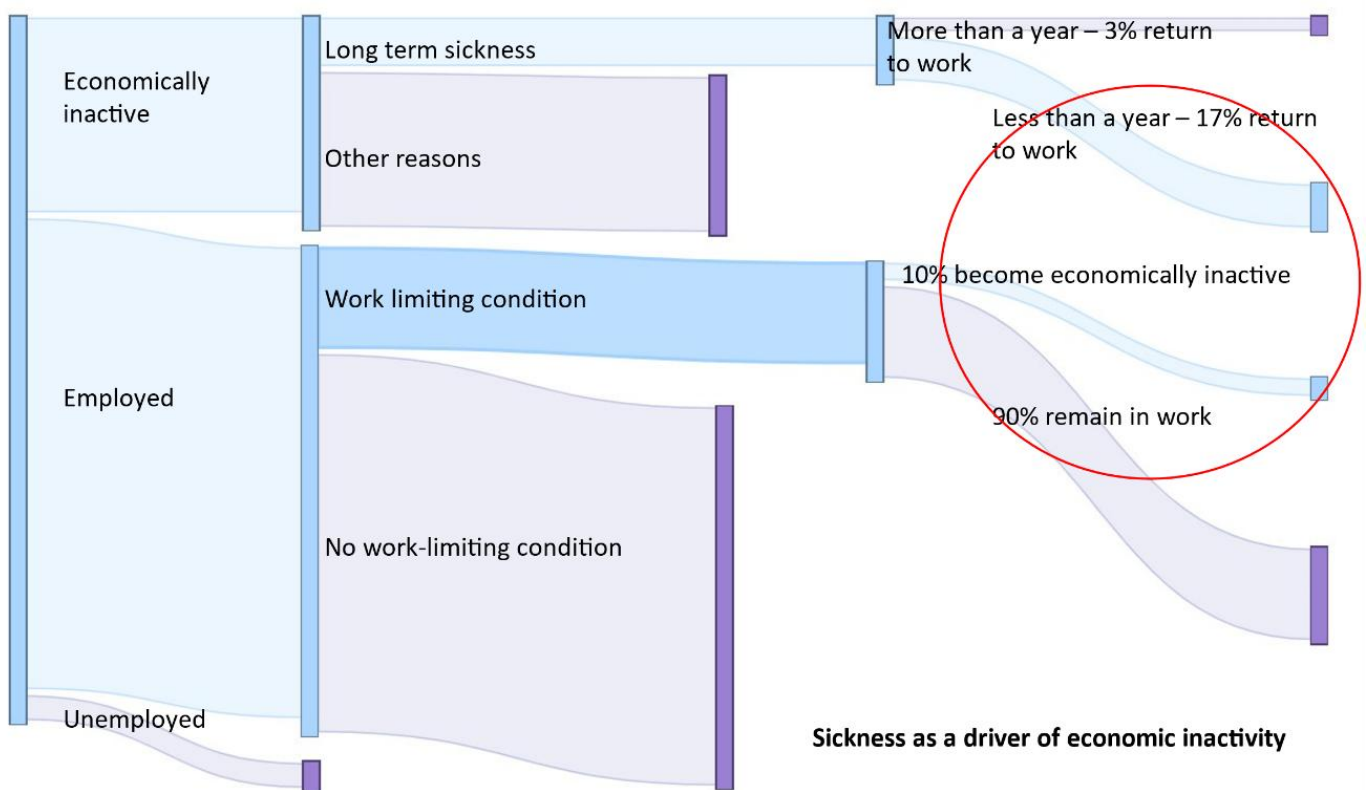 Economically
inactive
Employed
Unemployed
Long term sickness
Other reasons
Work limiting condition
No work-limiting condition
More than a year – 3% return
to work
Less than a year – 17% return
to work
10% become economically inactive
90% remain in work
Sickness as a driver of economic inactivity